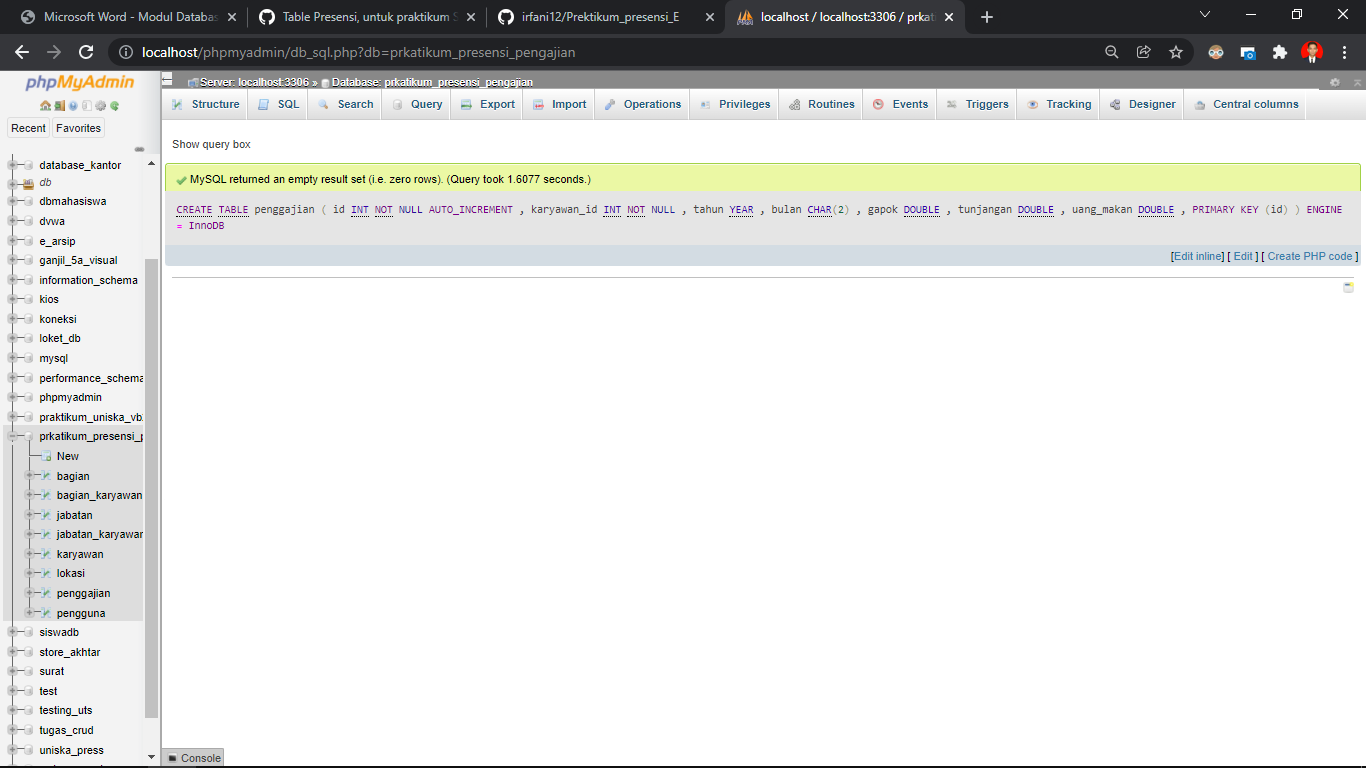 Microsoft Word - Modul Databas
Table Presensi, untuk praktikum S
irfani12/Prektikum_presensi_E
localhost / localhost:3306 / prkati
localhost/phpmyadmin/db_sql.php?db=prkatikum_presensi_pengajian
phpMyAdmin
Recent Favorites
database_kantor
db
dbmahasiswa
dvwa
e_arsip
ganjil_5a_visual
information_schema
kios
koneksi
loket_db
mysql
performance_schema
phpmyadmin
praktikum_uniska_vb
prkatikum_presensi_p
New
bagian
bagian_karyawan
jabatan
jabatan_karyawan
karyawan
lokasi
penggajian
pengguna
siswadb
store_akhtar
surat
test
testing_uts
tugas_crud
uniska_press
Server: localhost:3306 » Database: prkatikum_presensi_pengajian
Structure SQL Search Query Export Import Operations Privileges Routines Events Triggers Tracking Designer Central columns
Show query box
MySQL returned an empty result set (i.e. zero rows). (Query took 1.6077 seconds.)
CREATE TABLE penggajian ( id INT NOT NULL AUTO_INCREMENT , karyawan_id INT NOT NULL , tahun YEAR , bulan CHAR(2) , gapok DOUBLE , tunjangan DOUBLE , uang_makan DOUBLE , PRIMARY KEY (id) ) ENGINE
= InnoDB
[Edit inline] [ Edit ] [ Create PHP code ]
Console